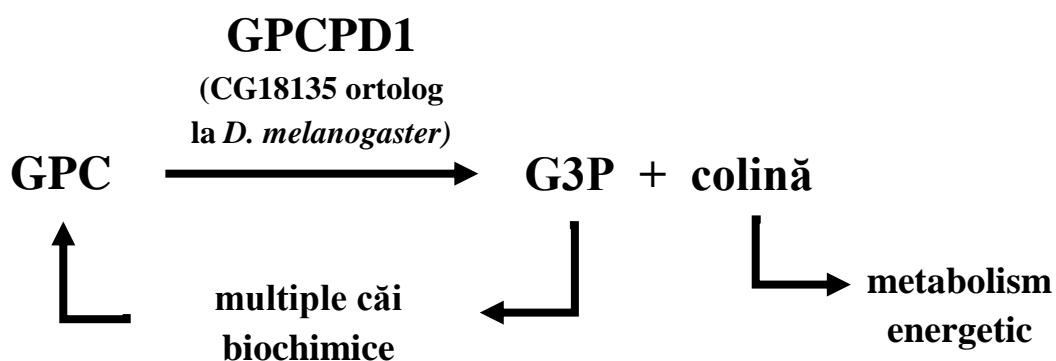 GPCPD1
(CG18135 ortolog
la D. melanogaster)
GPC
G3P + colină
multiple căi
biochimice
metabolism
energetic